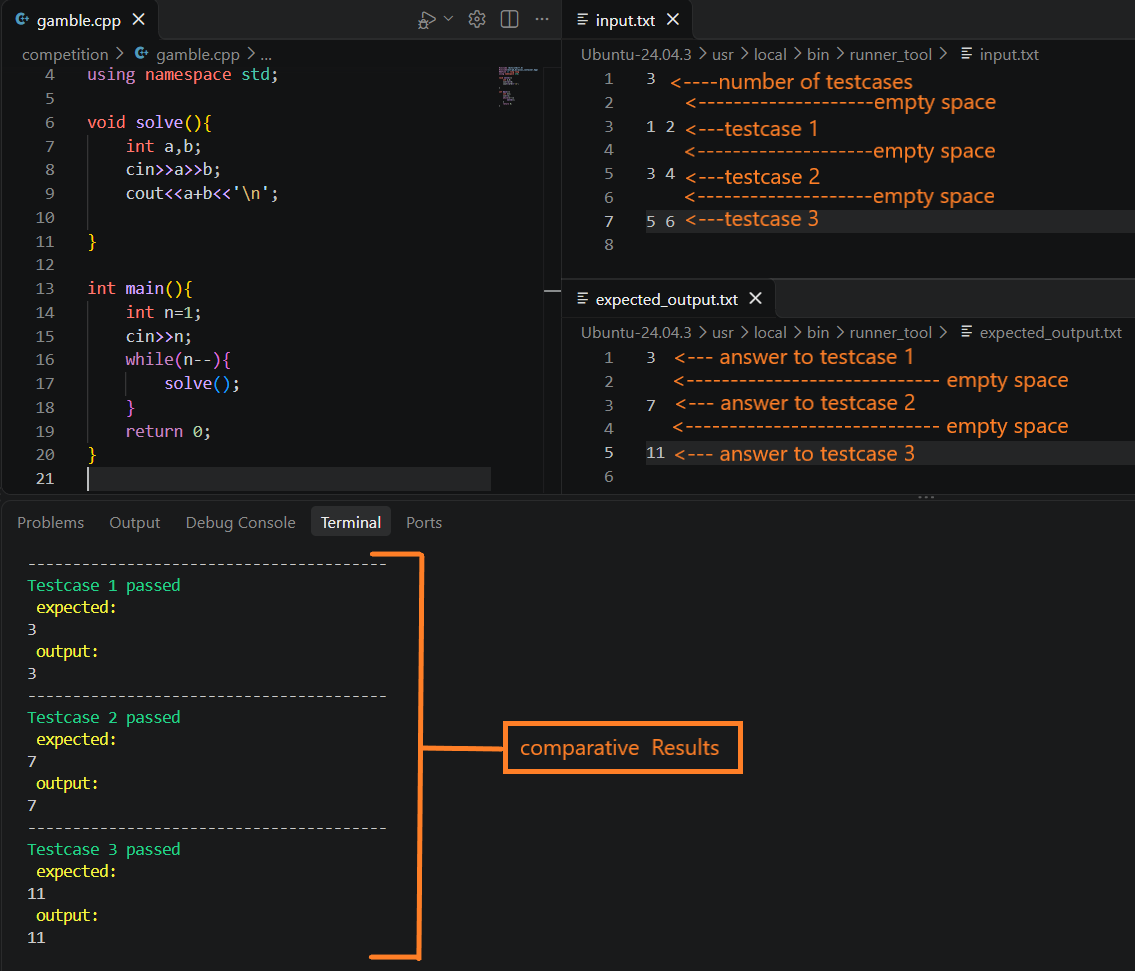 gamble.cpp
competition > gamble.cpp > ...
4 using namespace std;
5
6 void solve(){
7 int a,b;
8 cin>>a>>b;
9 cout<<a+b<<'\n';
10
11 }
12
13 int main(){
14 int n=1;
15 cin>>n;
16 while(n--){
17 solve();
18 }
19 return 0;
20 }
21
input.txt
Ubuntu-24.04.3 > usr > local > bin > runner_tool > input.txt
1 3 <----number of testcases
2 <--------------------empty space
3 1 2 <---testcase 1
4 <--------------------empty space
5 3 4 <---testcase 2
6 <--------------------empty space
7 5 6 <---testcase 3
8
expected_output.txt
Ubuntu-24.04.3 > usr > local > bin > runner_tool > expected_output.txt
1 3 <--- answer to testcase 1
2 <----------------------------- empty space
3 7 <--- answer to testcase 2
4 <----------------------------- empty space
5 11 <--- answer to testcase 3
6
Problems Output Debug Console Terminal Ports
----------------------------------------
Testcase 1 passed
expected:
3
output:
3
----------------------------------------
Testcase 2 passed
expected:
7
output:
7
----------------------------------------
Testcase 3 passed
expected:
11
output:
11
comparative Results